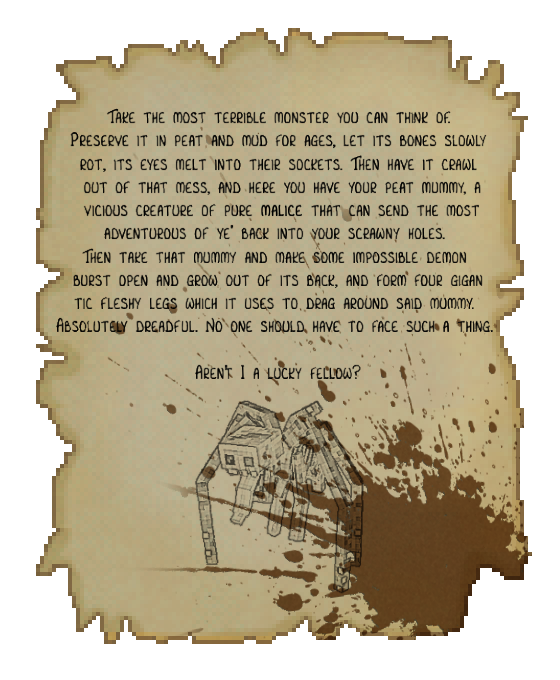 Take the most terrible monster you can think of.
Preserve it in peat and mud for ages, let its bones slowly
rot, its eyes melt into their sockets. Then have it crawl
out of that mess, and here you have your peat mummy, a
vicious creature of pure malice that can send the most
adventurous of ye' back into your scrawny holes.
Then take that mummy and make some impossible demon
burst open and grow out of its back, and form four gigan
tic fleshy legs which it uses to drag around said mummy.
Absolutely dreadful. No one should have to face such a thing.
Aren't I a lucky fellow?